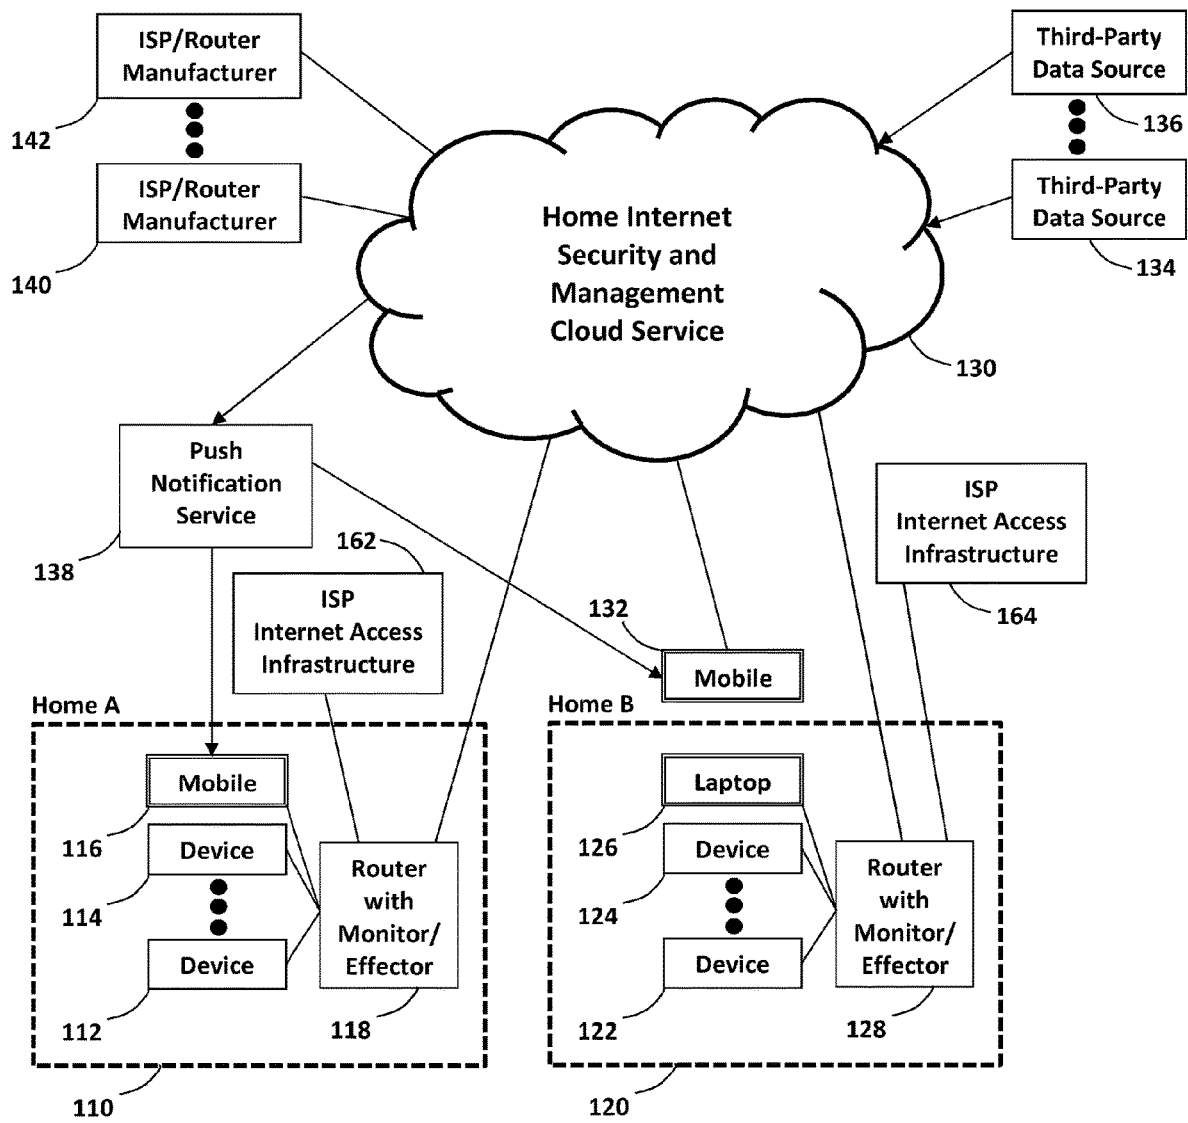 ISP/Router
Manufacturer
142
ISP/Router
Manufacturer
140
Third-Party
Data Source
136
Third-Party
Data Source
134
Home Internet
Security and
Management
Cloud Service
130
Push
Notification
Service
138
162
ISP
Internet Access
Infrastructure
ISP
Internet Access
Infrastructure
164
132
Mobile
Home A
Mobile
116
Device
114
Device
112
Router
with
Monitor/
Effector
118
110
Home B
Laptop
126
Device
124
Device
122
Router
with
Monitor/
Effector
128
120